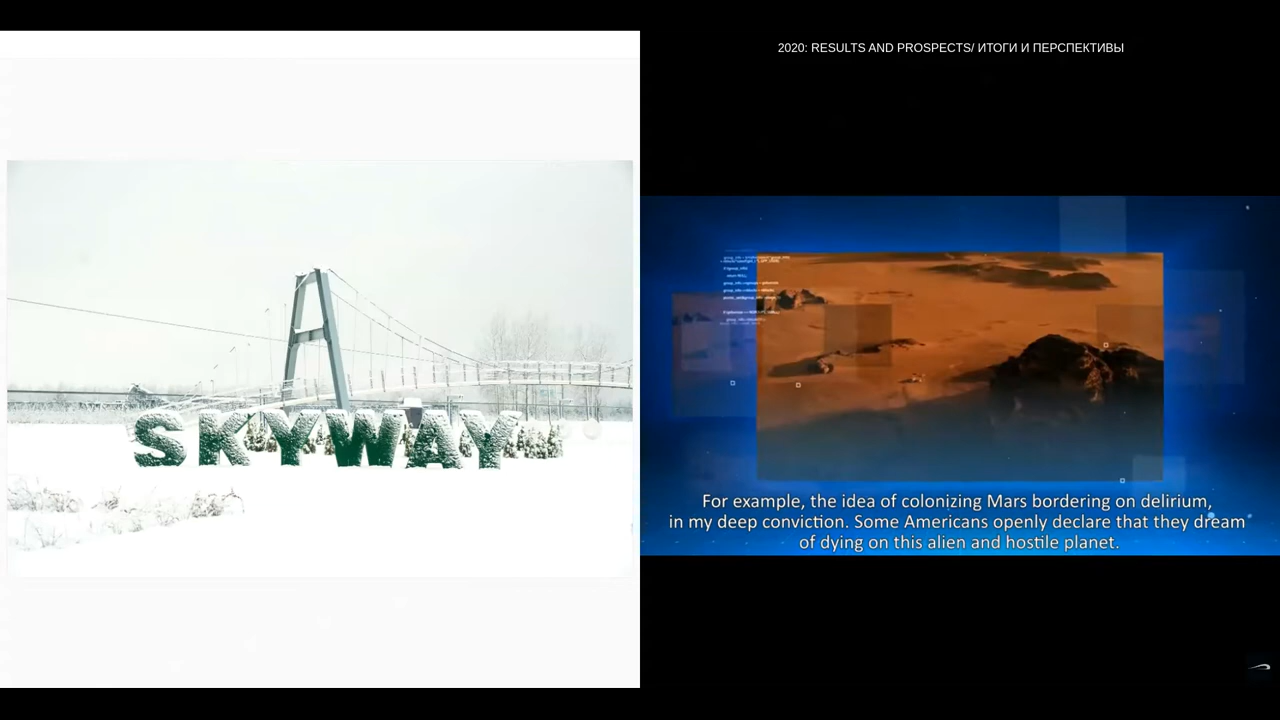 SKYWAY
2020: RESULTS AND PROSPECTS/ ИТОГИ И ПЕРСПЕКТИВЫ
For example, the idea of colonizing Mars bordering on delirium,
in my deep conviction. Some Americans openly declare that they dream
of dying on this alien and hostile planet.